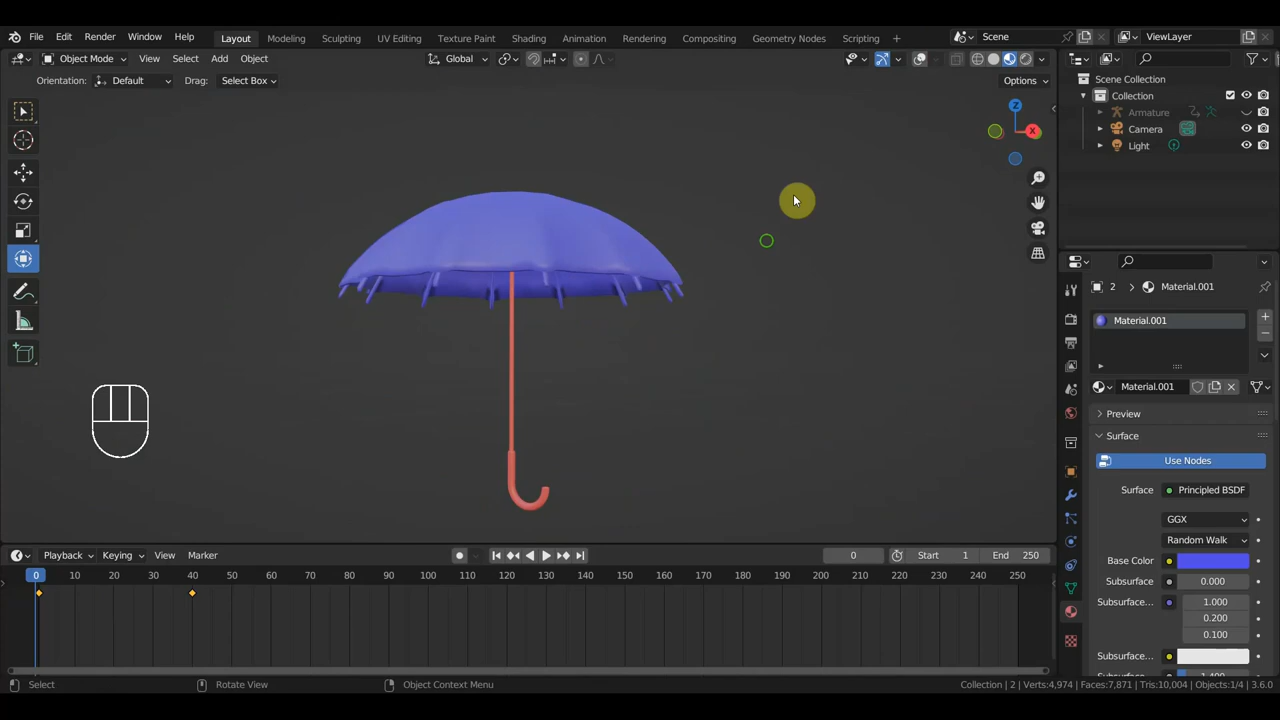 File Edit Render Window Help Layout Modeling Sculpting UV Editing Texture Paint Shading Animation Rendering Compositing Geometry Nodes Scripting + Scene ViewLayer
Object Mode View Select Add Object Global
Orientation: Default Drag: Select Box Options
Scene Collection
Collection
Armature
Camera
Light
Z
X
2 > Material.001
Material.001
Material.001
Preview
Surface
Use Nodes
Surface Principled BSDF
GGX
Random Walk
Base Color
Subsurface 0.000
Subsurface... 1.000
0.200
0.100
Subsurface...
Subsurface... 1.400
Playback Keying View Marker 0 Start 1 End 250
0 10 20 30 40 50 60 70 80 90 100 110 120 130 140 150 160 170 180 190 200 210 220 230 240 250
Select Rotate View Object Context Menu Collection | 2 | Verts:4,974 | Faces:7,871 | Tris:10,004 | Objects:1/4 | 3.6.0